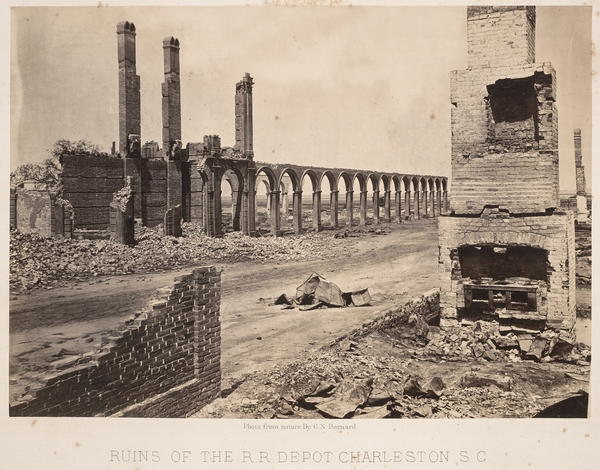 Photo from nature By G. N. Barnard
RUINS OF THE R.R. DEPOT CHARLESTON S.C